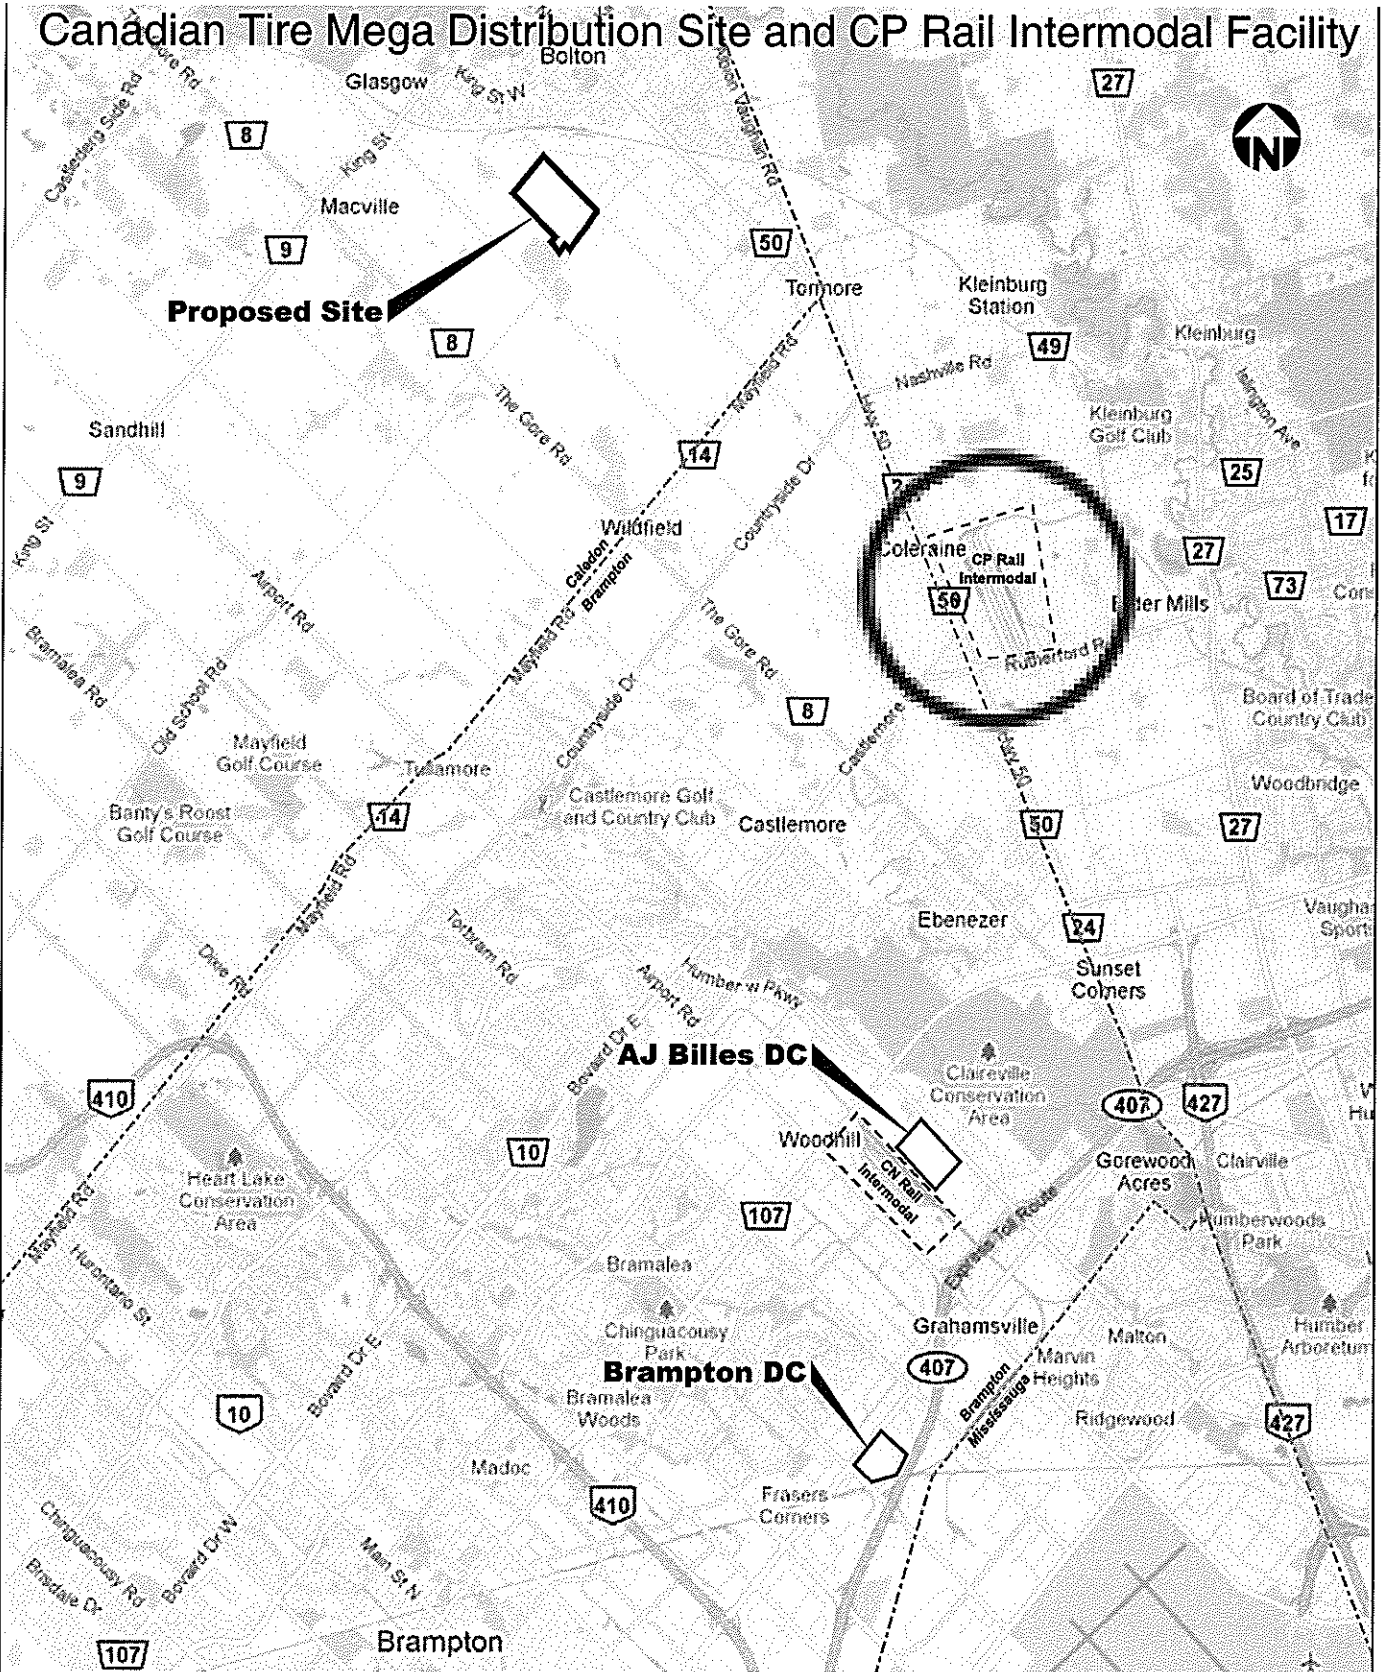 Canadian Tire Mega Distribution Site and CP Rail Intermodal Facility
Bolton
Glasgow
King St W
27
Castlederg Side Rd
8
King St
Albion Vaughan Rd
N
Macville
9
50
Proposed Site
Tormore
Kleinburg
Station
8
49
Kleinburg
Mayfield Rd
Nashville Rd
Islington Ave
The Gore Rd
Hwy 50
Kleinburg
Golf Club
Sandhill
14
25
9
Countryside Dr
17
King St
Wildfield
Coleraine
CP Rail
Intermodal
27
Caledon
Brampton
50
73
Airport Rd
Mayfield Rd
The Gore Rd
Rutherford
Bramalea Rd
Old School Rd
Countryside Dr
8
Castlemore
Board of Trade
Country Club
Mayfield
Golf Course
Tullamore
Hwy 50
Woodbridge
Banty's Roost
Golf Course
14
Castlemore Golf
and Country Club
Castlemore
50
27
Mayfield Rd
Torbram Rd
Ebenezer
24
Dixie Rd
Airport Rd
Sunset
Corners
Bovaird Dr E
AJ Billes DC
Claireville
Conservation
Area
410
407
427
10
Woodhill
CN Rail
Intermodal
Gorewood
Acres
Clairville
Heart Lake
Conservation
Area
Mayfield Rd
107
Express Toll Route
Humberwoods
Park
Hurontario St
Bramalea
Chinguacousy
Park
Grahamsville
Malton
Humber
Arboretum
Bovaird Dr E
Brampton DC
407
Brampton
Mississauga
Marvin
Heights
Bramalea
Woods
10
Ridgewood
427
Madoc
410
Frasers
Corners
Chinguacousy Rd
Bovaird Dr W
Main St N
Brisdale Dr
107
Brampton